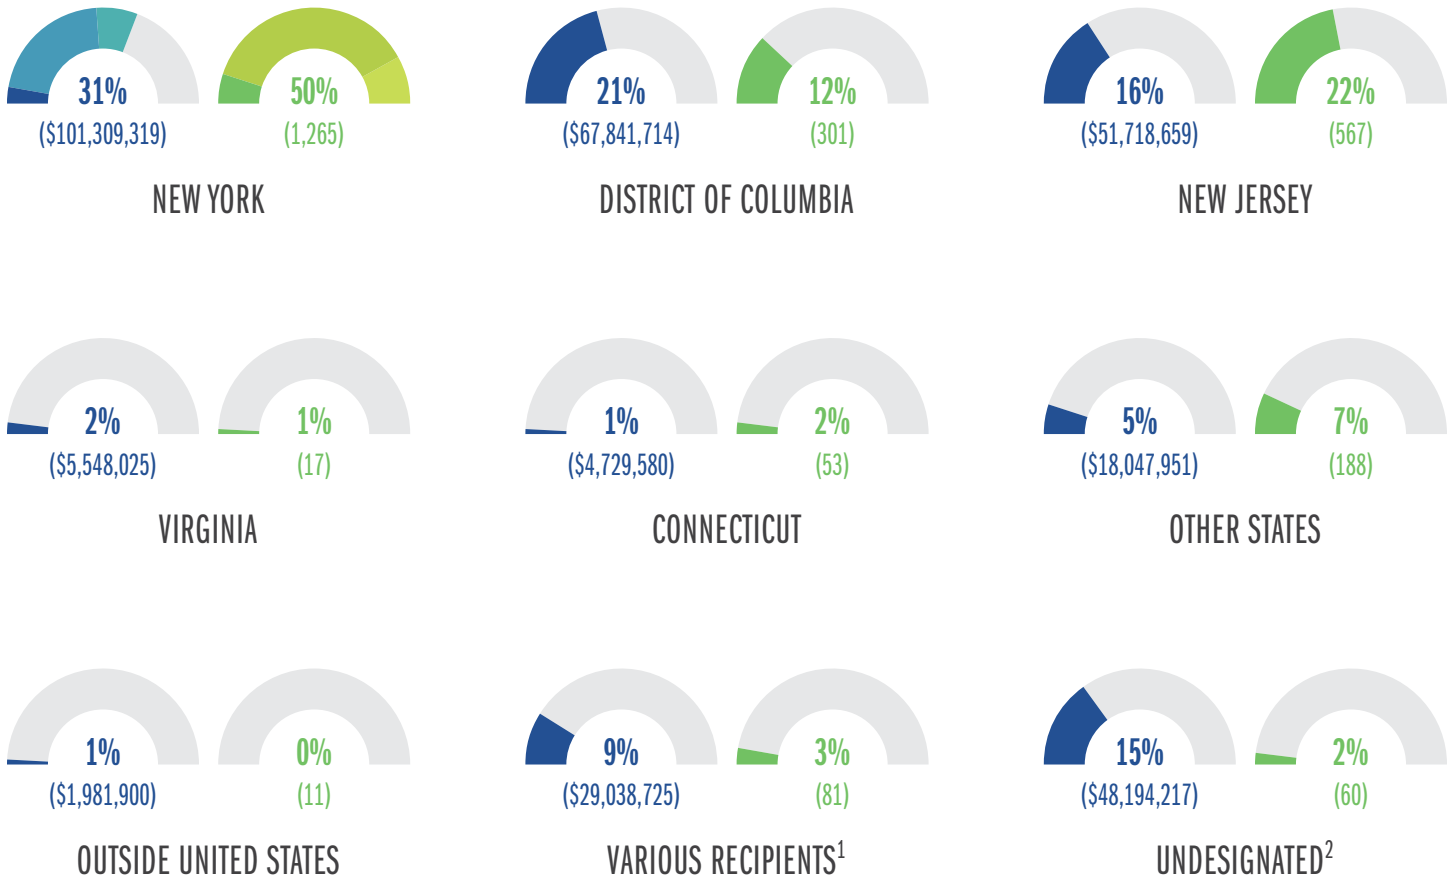 31% 50% 21% 12% 16% 22%
($101,309,319) (1,265) ($67,841,714) (301) ($51,718,659) (567)
NEW YORK DISTRICT OF COLUMBIA NEW JERSEY
2% 1% 1% 2% 5% 7%
($5,548,025) (17) ($4,729,580) (53) ($18,047,951) (188)
VIRGINIA CONNECTICUT OTHER STATES
1% 0% 9% 3% 15% 2%
($1,981,900) (11) ($29,038,725) (81) ($48,194,217) (60)
OUTSIDE UNITED STATES VARIOUS RECIPIENTS¹ UNDESIGNATED²